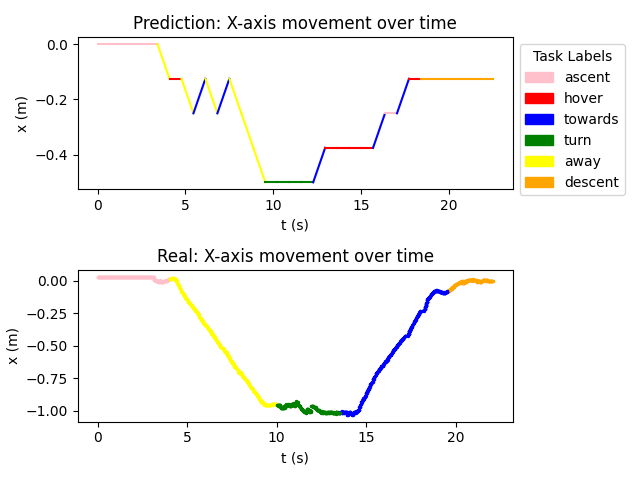 Prediction: X-axis movement over time
0.0
−0.2
−0.4
x (m)
0 5 10 15 20
t (s)
Task Labels
ascent
hover
towards
turn
away
descent
Real: X-axis movement over time
0.00
−0.25
−0.50
−0.75
−1.00
x (m)
0 5 10 15 20
t (s)